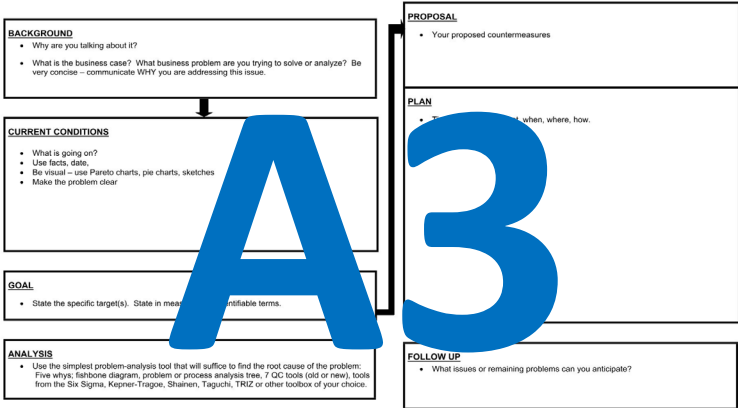 BACKGROUND
• Why are you talking about it?
• What is the business case? What business problem are you trying to solve or analyze? Be
very concise – communicate WHY you are addressing this issue.
CURRENT CONDITIONS
• What is going on?
• Use facts, date,
• Be visual – use Pareto charts, pie charts, sketches
• Make the problem clear
GOAL
• State the specific target(s). State in terms.
ANALYSIS
• Use the simplest problem-analysis tool that will suffice to find the root cause of the problem:
Five whys; fishbone diagram, problem or process analysis tree, 7 QC tools (old or new), tools
from the Six Sigma, Kepner-Tragoe, Shainen, Taguchi, TRIZ or other toolbox of your choice.
PROPOSAL
• Your proposed countermeasures
PLAN
• when, where, how.
FOLLOW UP
• What issues or remaining problems can you anticipate?
A3